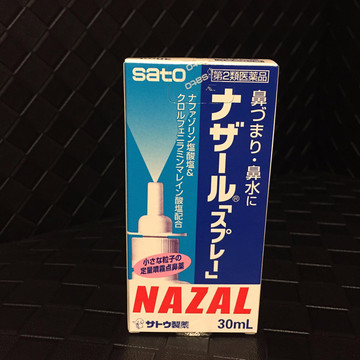 sato
第2類医薬品
鼻づまり・鼻水に
ナザール®「スプレー」
ナファゾリン塩酸塩&
クロルフェニラミンマレイン酸塩配合
小さな粒子の
定量噴霧点鼻薬
NAZAL
サトウ製薬
30mL